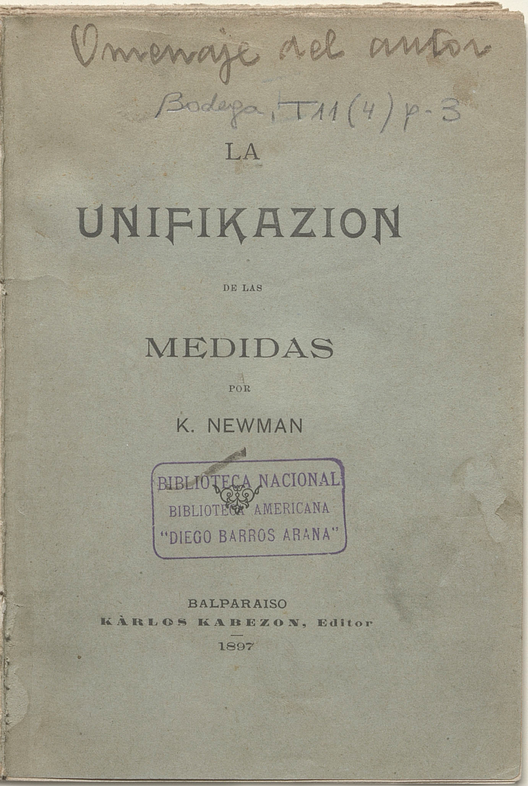 Omenaje del autor
Bodega, T11(4) p-3
LA
UNIFIKAZION
DE LAS
MEDIDAS
POR
K. NEWMAN
BIBLIOTECA NACIONAL
BIBLIOTECA AMERICANA
"DIEGO BARROS ARANA"
BALPARAISO
KÀRLOS KABEZON, Editor
1897